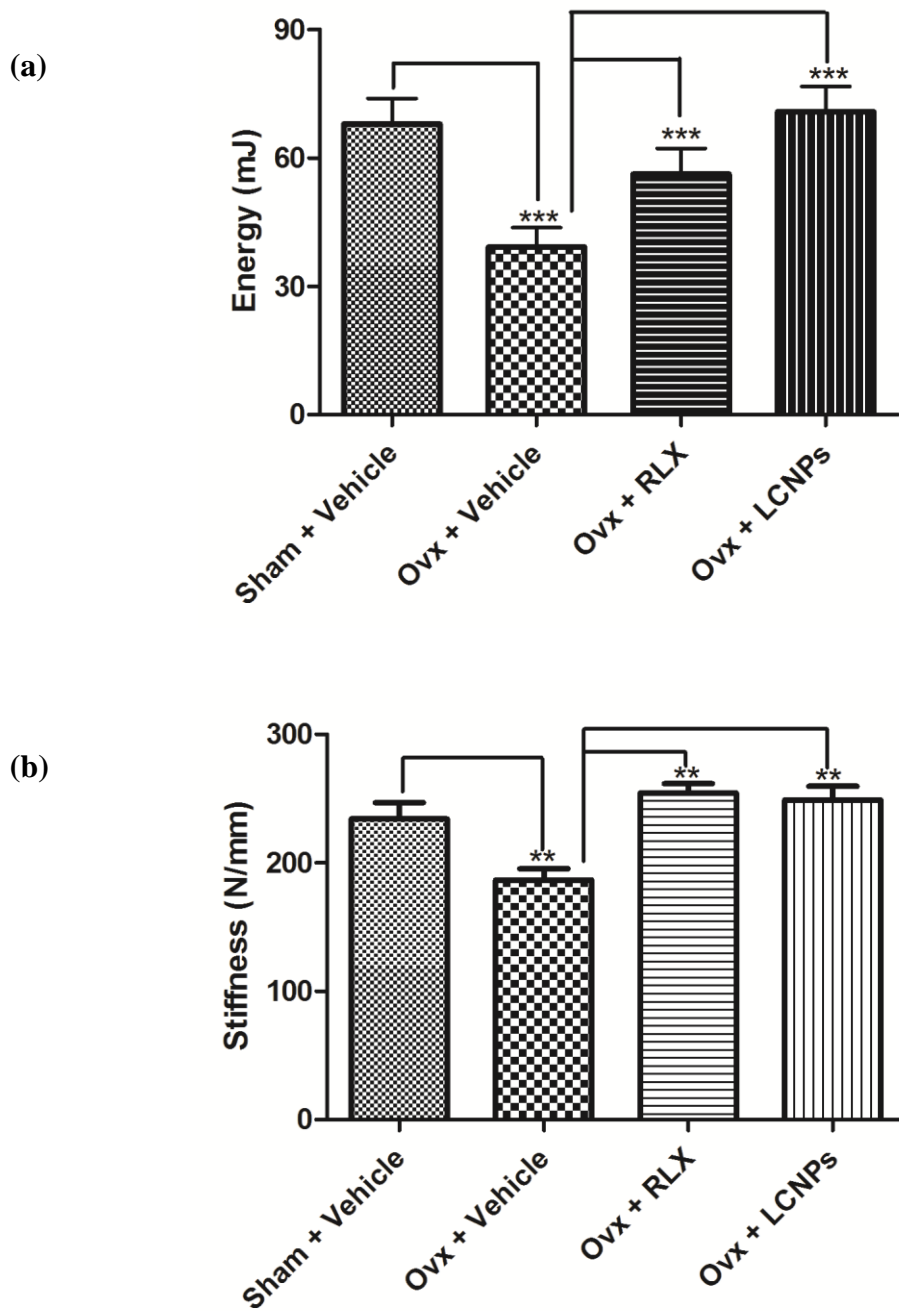 (a)
90
60
30
0
Energy (mJ)
***
***
***
Sham + Vehicle
Ovx + Vehicle
Ovx + RLX
Ovx + LCNPs
(b)
300
200
100
0
Stiffness (N/mm)
**
**
**
Sham + Vehicle
Ovx + Vehicle
Ovx + RLX
Ovx + LCNPs